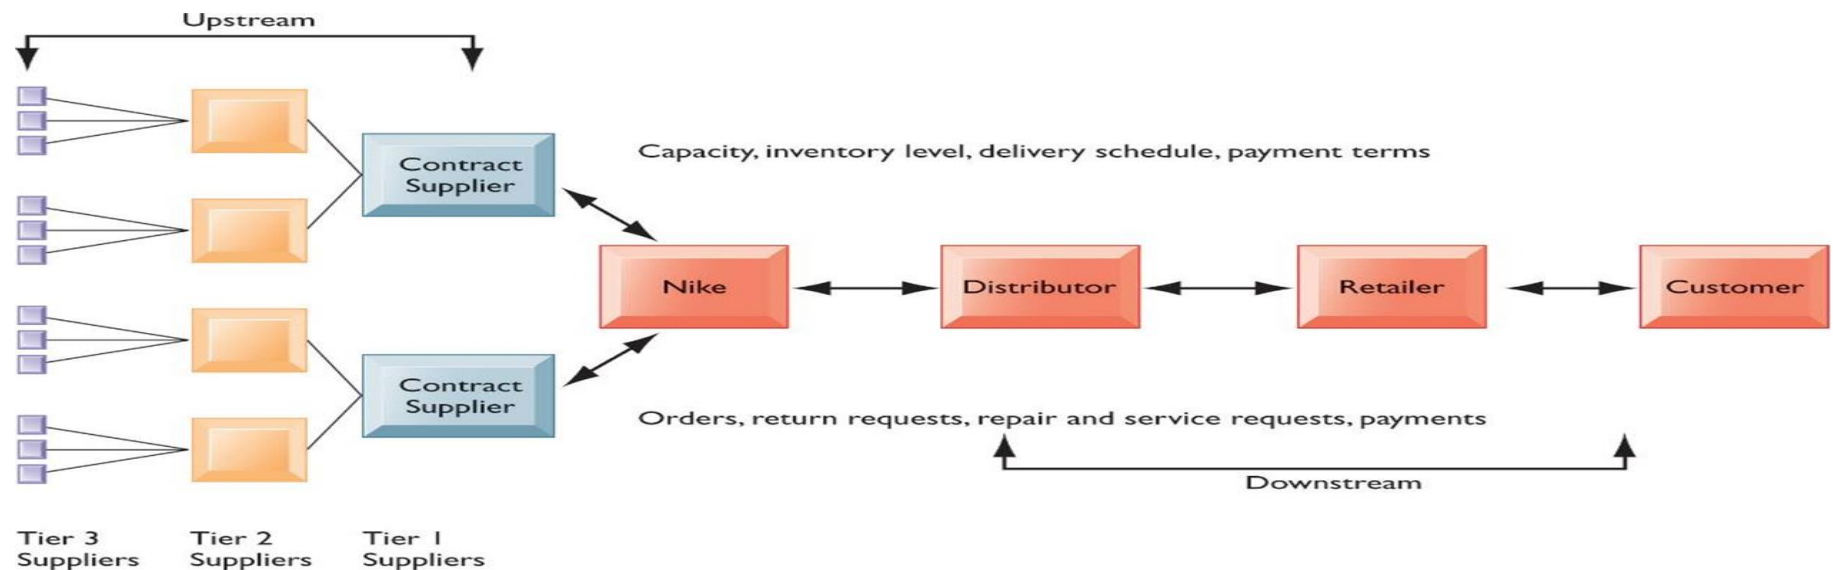 Upstream
Contract
Supplier
Capacity, inventory level, delivery schedule, payment terms
Nike
Distributor
Retailer
Customer
Contract
Supplier
Orders, return requests, repair and service requests, payments
Downstream
Tier 3
Suppliers
Tier 2
Suppliers
Tier 1
Suppliers